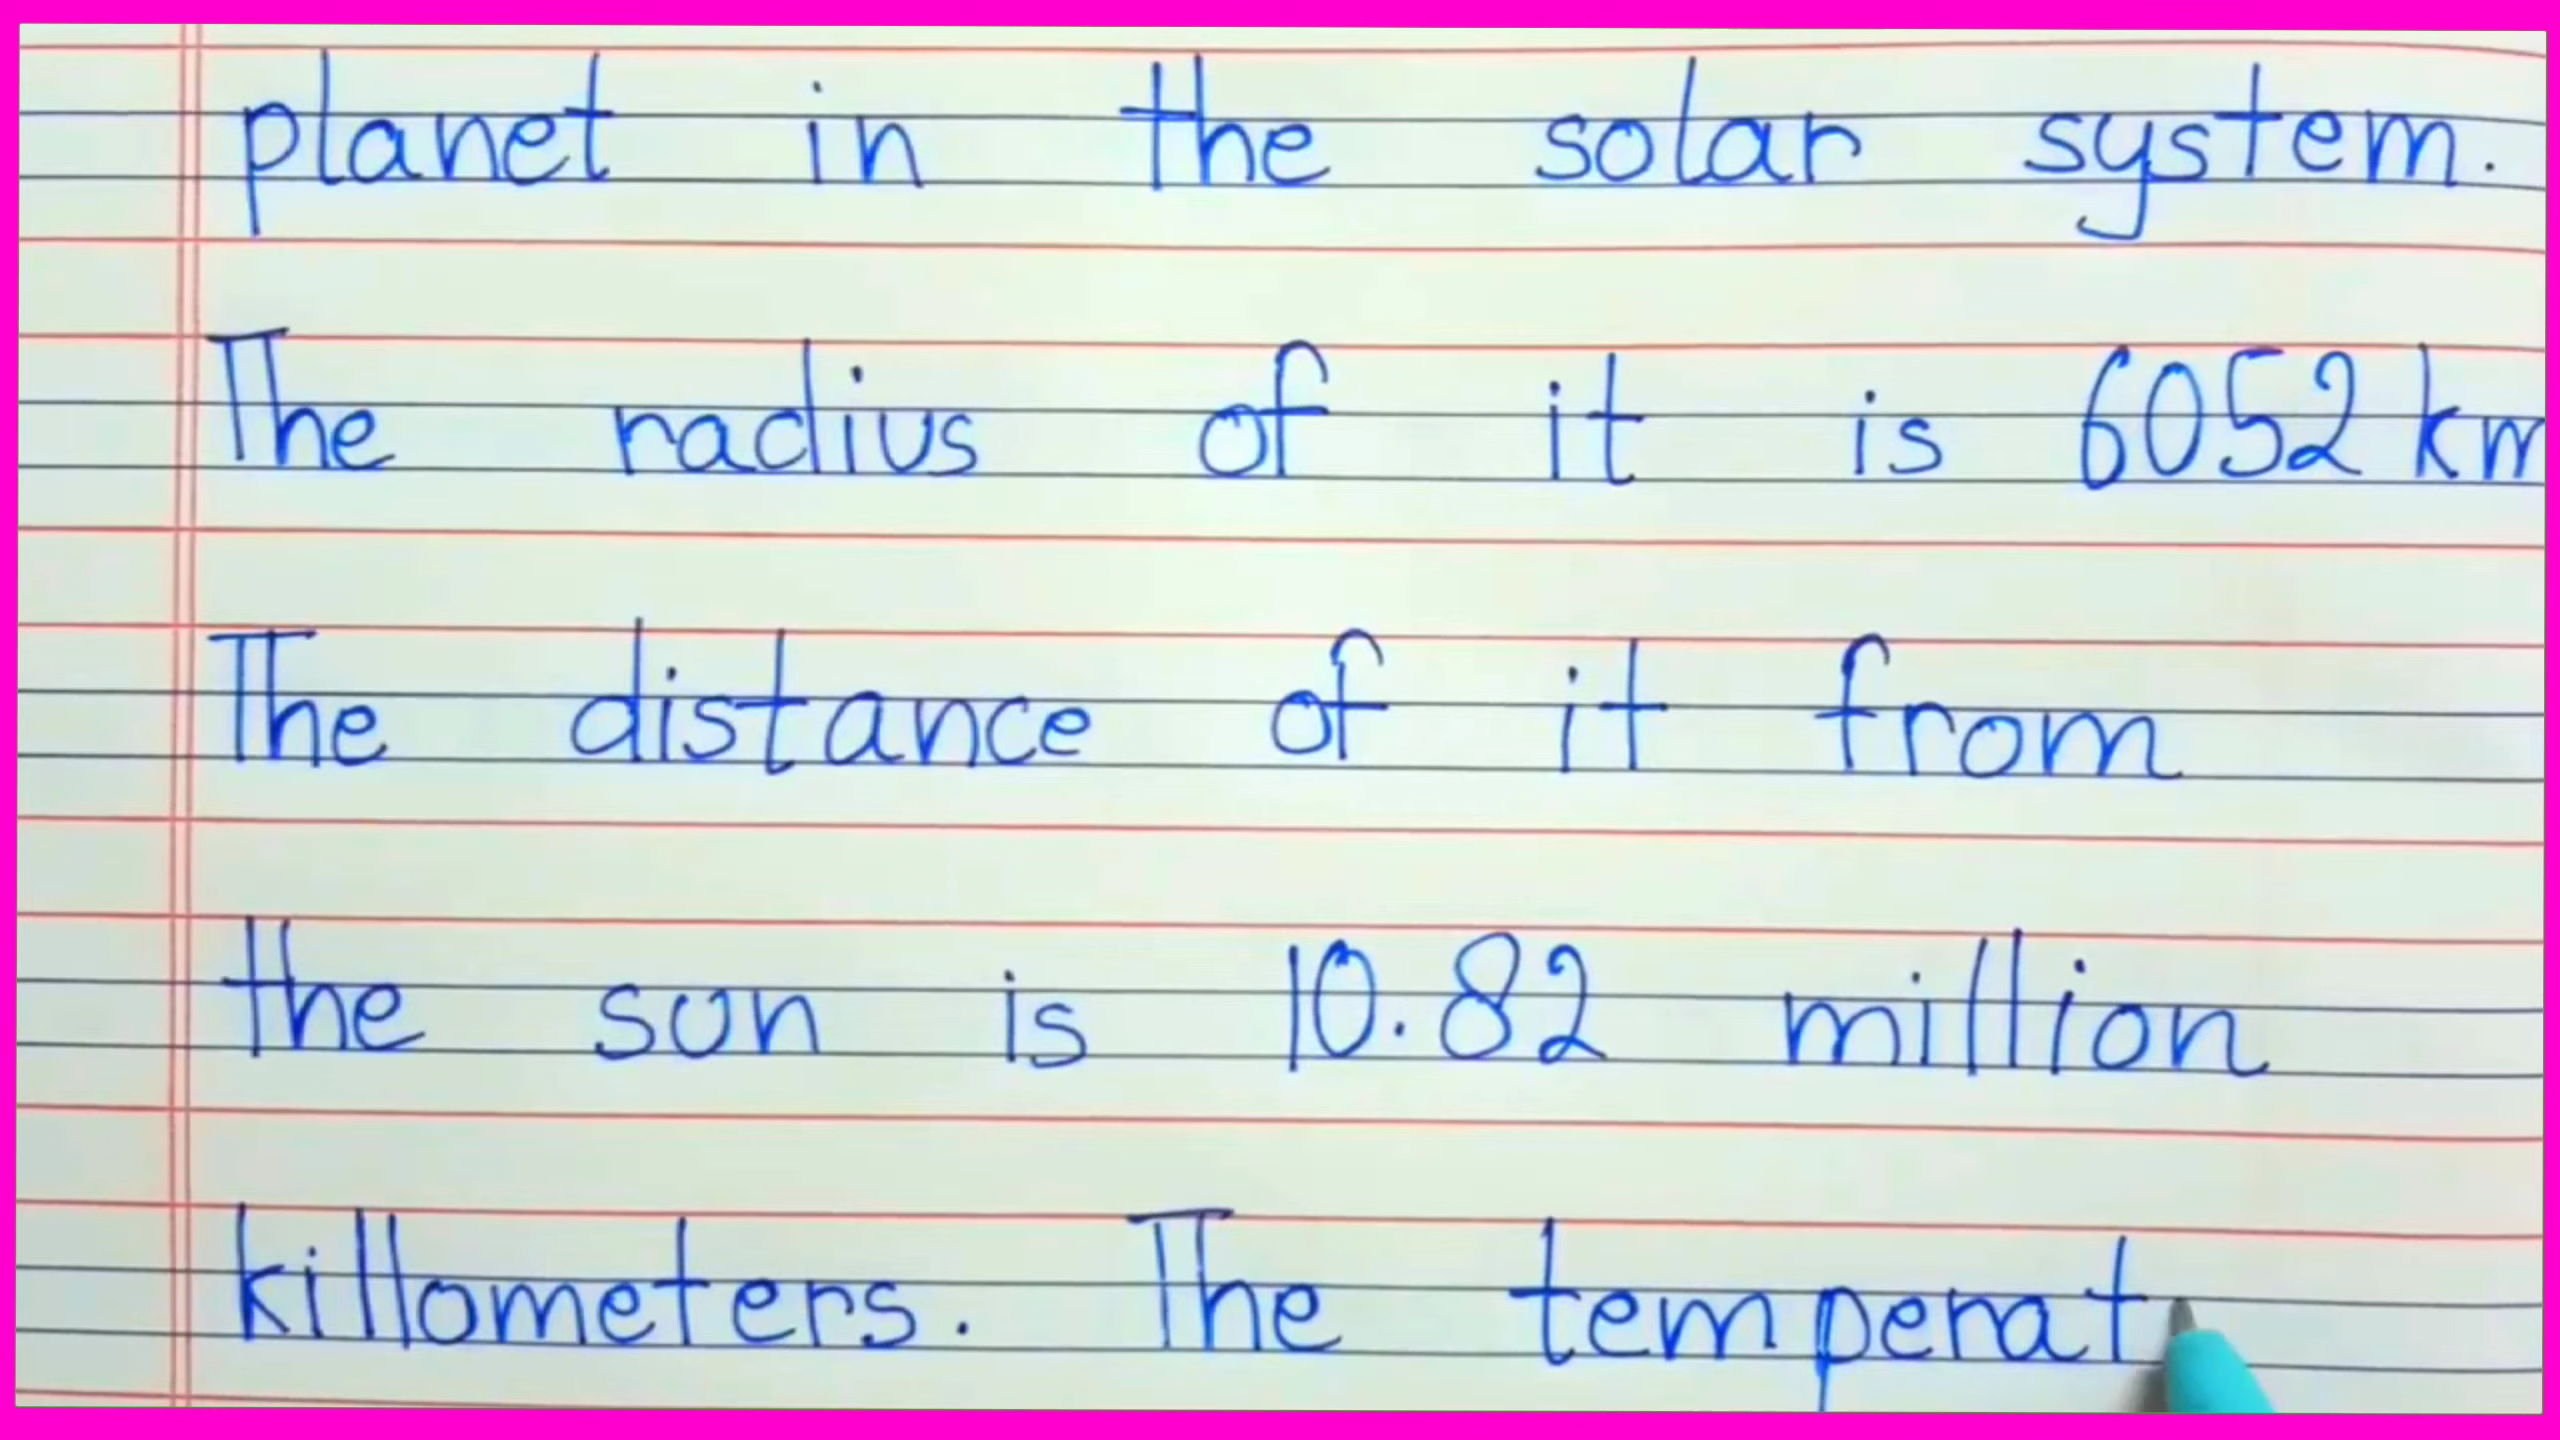 planet in the solar system.
The radius of it is 6052 km
The distance of it from
the sun is 10.82 million
killometers. The temperat